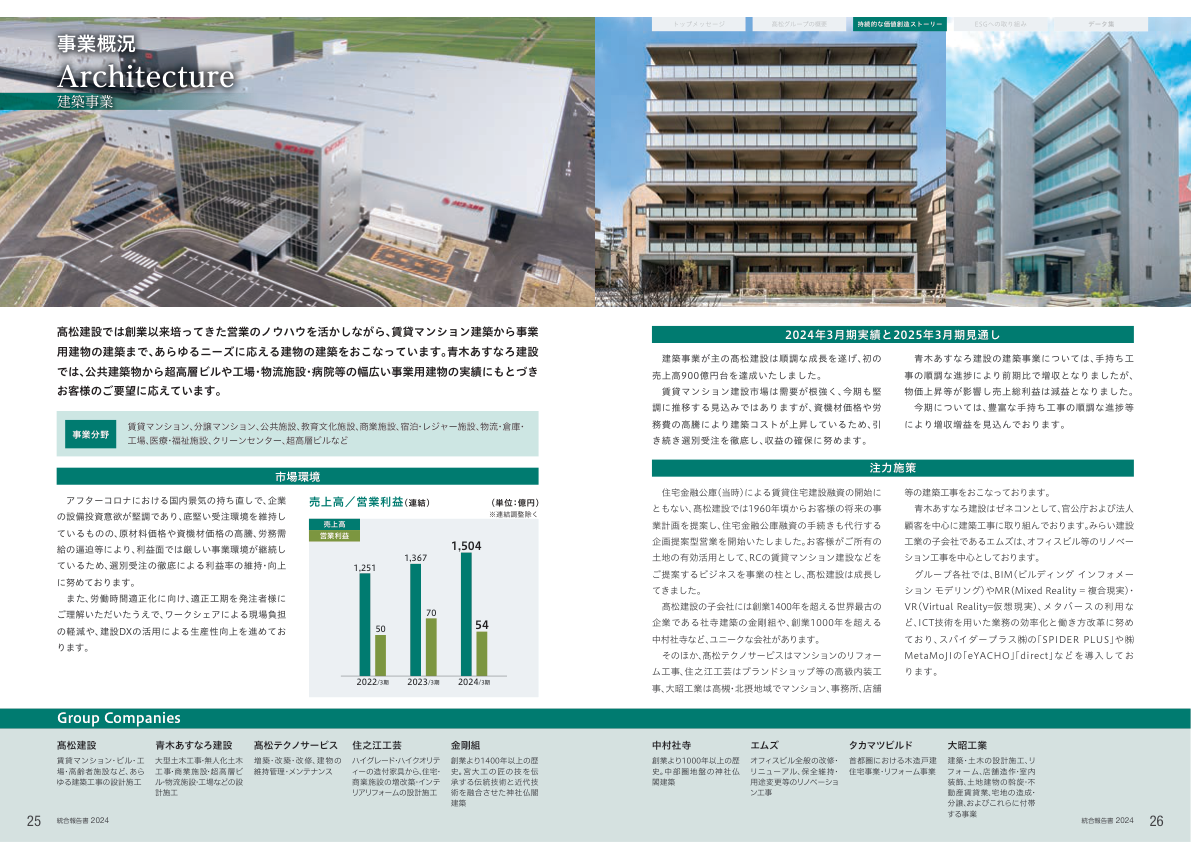 事業概況
Architecture
建築事業
トップメッセージ
髙松グループの概要
持続的な価値創造ストーリー
ESGへの取り組み
データ集
髙松建設では創業以来培ってきた営業のノウハウを活かしながら、賃貸マンション建築から事業
用建物の建築まで、あらゆるニーズに応える建物の建築をおこなっています。青木あすなろ建設
では、公共建築物から超高層ビルや工場・物流施設・病院等の幅広い事業用建物の実績にもとづき
お客様のご要望に応えています。
事業分野
賃貸マンション、分譲マンション、公共施設、教育文化施設、商業施設、宿泊・レジャー施設、物流・倉庫・
工場、医療・福祉施設、クリーンセンター、超高層ビルなど
市場環境
アフターコロナにおける国内景気の持ち直しで、企業
の設備投資意欲が堅調であり、底堅い受注環境を維持し
ているものの、原材料価格や資機材価格の高騰、労務需
給の逼迫等により、利益面では厳しい事業環境が継続し
ているため、選別受注の徹底による利益率の維持・向上
に努めております。
また、労働時間適正化に向け、適正工期を発注者様に
ご理解いただいたうえで、ワークシェアによる現場負担
の軽減や、建設DXの活用による生産性向上を進めてお
ります。
売上高／営業利益(連結)
(単位：億円)
※連結調整除く
売上高
営業利益
1,251
50
1,367
70
1,504
54
2022/3期
2023/3期
2024/3期
2024年3月期実績と2025年3月期見通し
建築事業が主の髙松建設は順調な成長を遂げ、初の
売上高900億円台を達成いたしました。
賃貸マンション建設市場は需要が根強く、今期も堅
調に推移する見込みではありますが、資機材価格や労
務費の高騰により建築コストが上昇しているため、引
き続き選別受注を徹底し、収益の確保に努めます。
青木あすなろ建設の建築事業については、手持ち工
事の順調な進捗により前期比で増収となりましたが、
物価上昇等が影響し売上総利益は減益となりました。
今期については、豊富な手持ち工事の順調な進捗等
により増収増益を見込んでおります。
注力施策
住宅金融公庫(当時)による賃貸住宅建設融資の開始に
ともない、髙松建設では1960年頃からお客様の将来の事
業計画を提案し、住宅金融公庫融資の手続きも代行する
企画提案型営業を開始いたしました。お客様がご所有の
土地の有効活用として、RCの賃貸マンション建設などを
ご提案するビジネスを事業の柱とし、髙松建設は成長し
てきました。
髙松建設の子会社には創業1400年を超える世界最古の
企業である社寺建築の金剛組や、創業1000年を超える
中村社寺など、ユニークな会社があります。
そのほか、髙松テクノサービスはマンションのリフォー
ム工事、住之江工芸はブランドショップ等の高級内装工
事、大昭工業は高槻・北摂地域でマンション、事務所、店舗
等の建築工事をおこなっております。
青木あすなろ建設はゼネコンとして、官公庁および法人
顧客を中心に建築工事に取り組んでおります。みらい建設
工業の子会社であるエムズは、オフィスビル等のリノベー
ション工事を中心としております。
グループ各社では、BIM(ビルディング インフォメー
ション モデリング)やMR(Mixed Reality = 複合現実)・
VR(Virtual Reality=仮想現実)、メタバースの利用な
ど、ICT技術を用いた業務の効率化と働き方改革に努め
ており、スパイダープラス㈱の「SPIDER PLUS」や㈱
MetaMoJIの「eYACHO」「direct」などを導入してお
ります。
Group Companies
髙松建設
賃貸マンション・ビル・工
場・高齢者施設など、あら
ゆる建築工事の設計施工
青木あすなろ建設
大型土木工事・無人化土木
工事・商業施設・超高層ビ
ル・物流施設・工場などの設
計施工
髙松テクノサービス
増築・改築・改修、建物の
維持管理・メンテナンス
住之江工芸
ハイグレード・ハイクオリテ
ィーの造付家具から、住宅・
商業施設の増改築・インテ
リアリフォームの設計施工
金剛組
創業より1400年以上の歴
史。宮大工の匠の技を伝
承する伝統技術と近代技
術を融合させた神社仏閣
建築
中村社寺
創業より1000年以上の歴
史。中部圏地盤の神社仏
閣建築
エムズ
オフィスビル全般の改修・
リニューアル、保全維持・
用途変更等のリノベーショ
ン工事
タカマツビルド
首都圏における木造戸建
住宅事業・リフォーム事業
大昭工業
建築・土木の設計施工、リ
フォーム、店舗造作・室内
装飾、土地建物の斡旋・不
動産賃貸業、宅地の造成・
分譲、およびこれらに付帯
する事業
25
統合報告書 2024
統合報告書 2024
26